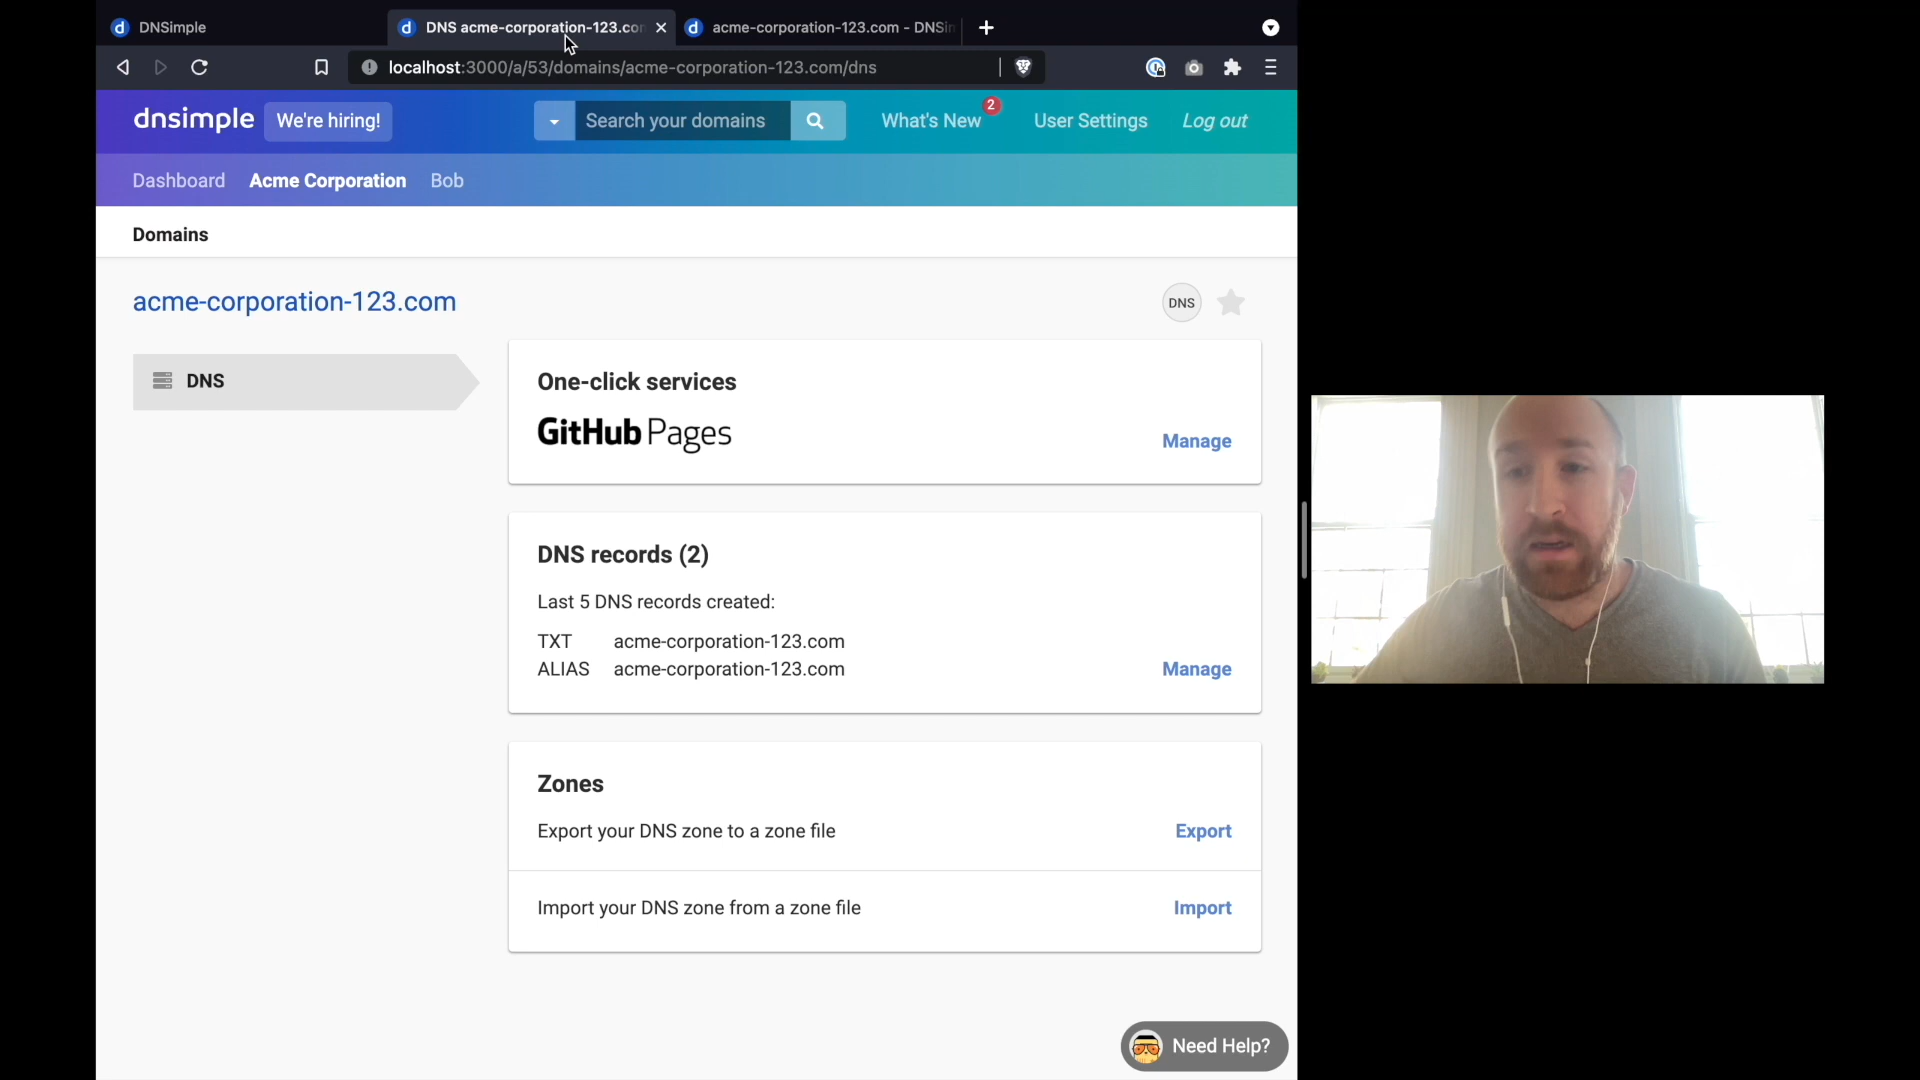 DNSimple
DNS acme-corporation-123.co
acme-corporation-123.com - DNSi
localhost:3000/a/53/domains/acme-corporation-123.com/dns
dnsimple
We're hiring!
Search your domains
What's New
2
User Settings
Log out
Dashboard
Acme Corporation
Bob
Domains
acme-corporation-123.com
DNS
DNS
One-click services
GitHub Pages
Manage
DNS records (2)
Last 5 DNS records created:
TXT acme-corporation-123.com
ALIAS acme-corporation-123.com
Manage
Zones
Export your DNS zone to a zone file
Export
Import your DNS zone from a zone file
Import
Need Help?